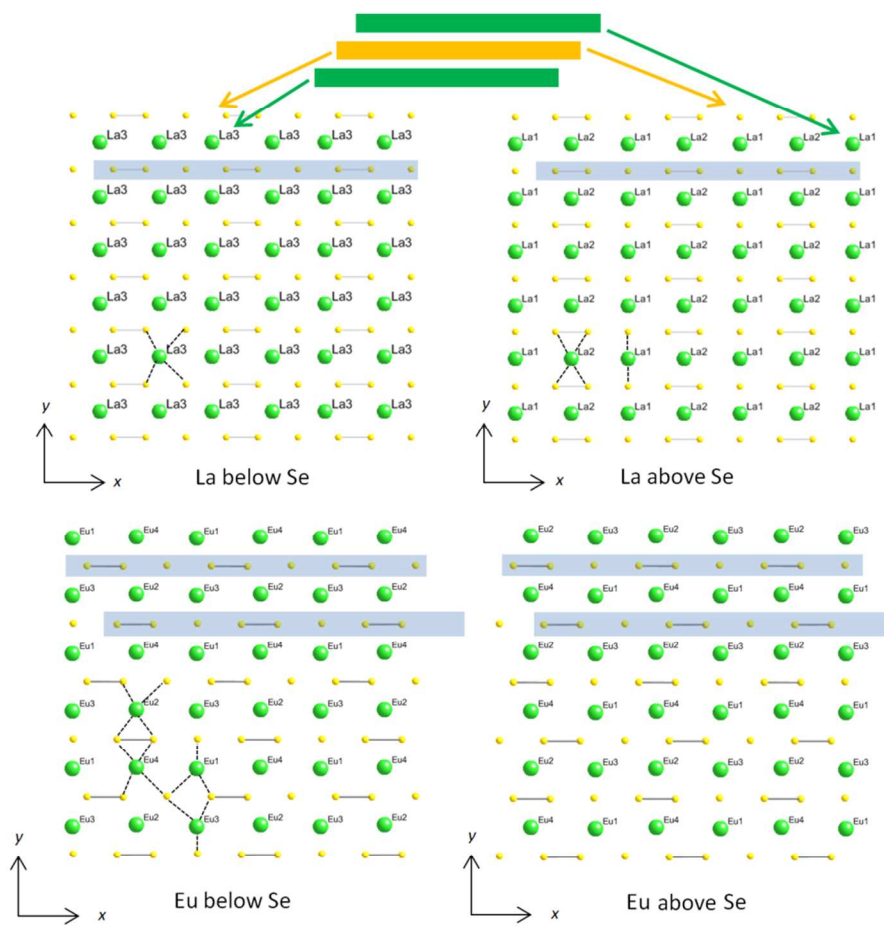 La3 La3 La3 La3 La3 La3
La3 La3 La3 La3 La3 La3
La3 La3 La3 La3 La3 La3
La3 La3 La3 La3 La3 La3
La3 La3 La3 La3 La3 La3
La3 La3 La3 La3 La3 La3
y
x
La below Se
La1 La2 La1 La2 La1 La2 La1
La1 La2 La1 La2 La1 La2 La1
La1 La2 La1 La2 La1 La2 La1
La1 La2 La1 La2 La1 La2 La1
La1 La2 La1 La2 La1 La2 La1
La1 La2 La1 La2 La1 La2 La1
y
x
La above Se
Eu1 Eu4 Eu1 Eu4 Eu1 Eu4
Eu3 Eu2 Eu3 Eu2 Eu3 Eu2
Eu1 Eu4 Eu1 Eu4 Eu1 Eu4
Eu3 Eu2 Eu3 Eu2 Eu3 Eu2
Eu1 Eu4 Eu1 Eu4 Eu1 Eu4
Eu3 Eu2 Eu3 Eu2 Eu3 Eu2
y
x
Eu below Se
Eu2 Eu3 Eu2 Eu3 Eu2 Eu3
Eu4 Eu1 Eu4 Eu1 Eu4 Eu1
Eu2 Eu3 Eu2 Eu3 Eu2 Eu3
Eu4 Eu1 Eu4 Eu1 Eu4 Eu1
Eu2 Eu3 Eu2 Eu3 Eu2 Eu3
Eu4 Eu1 Eu4 Eu1 Eu4 Eu1
y
x
Eu above Se